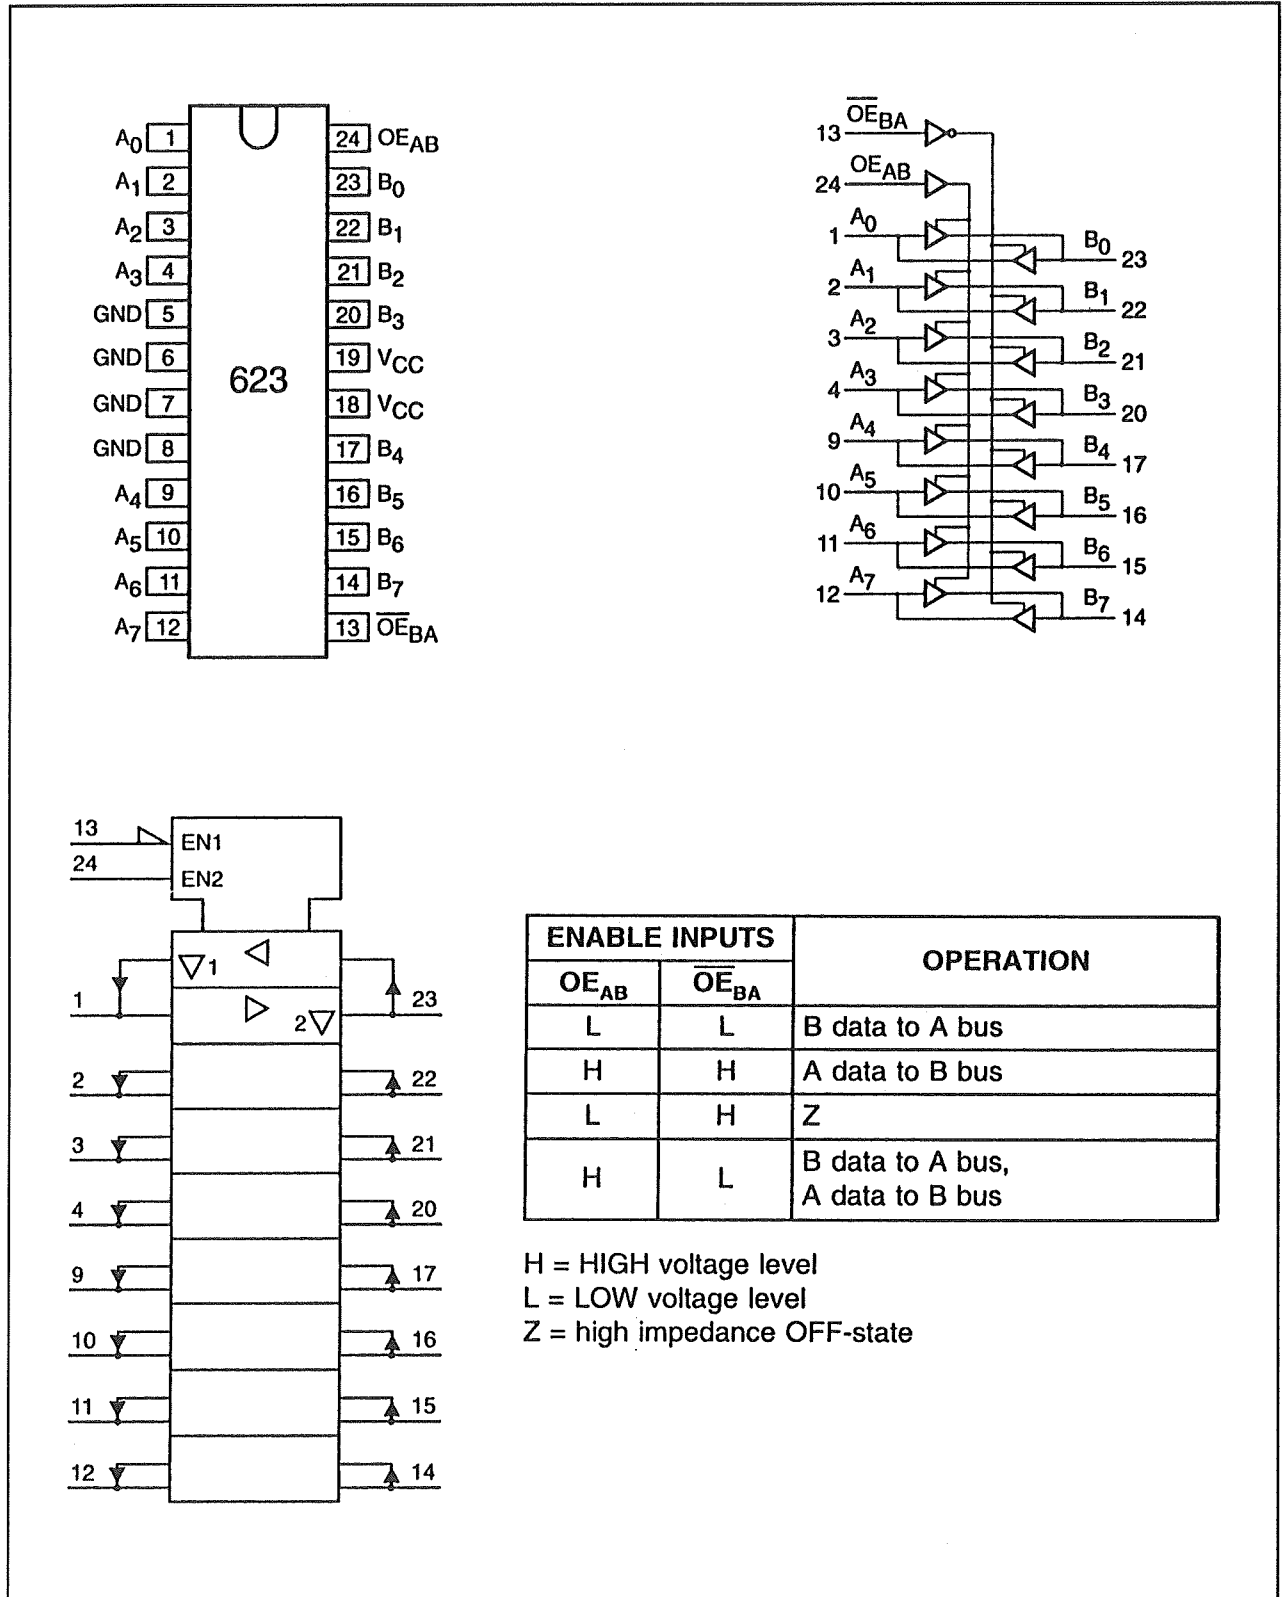 A0 1 24 OEAB
A1 2 23 B0
A2 3 22 B1
A3 4 21 B2
GND 5 20 B3
GND 6 19 VCC
GND 7 18 VCC
GND 8 17 B4
A4 9 16 B5
A5 10 15 B6
A6 11 14 B7
A7 12 13 O̅E̅BA
623
13 O̅E̅BA
24 OEAB
1 A0 B0 23
2 A1 B1 22
3 A2 B2 21
4 A3 B3 20
9 A4 B4 17
10 A5 B5 16
11 A6 B6 15
12 A7 B7 14
13 EN1
24 EN2
▽1 ◁
1 ▷ 2▽ 23
2 22
3 21
4 20
9 17
10 16
11 15
12 14
ENABLE INPUTS OPERATION
OEAB O̅E̅BA
L L B data to A bus
H H A data to B bus
L H Z
H L B data to A bus,
A data to B bus
H = HIGH voltage level
L = LOW voltage level
Z = high impedance OFF-state